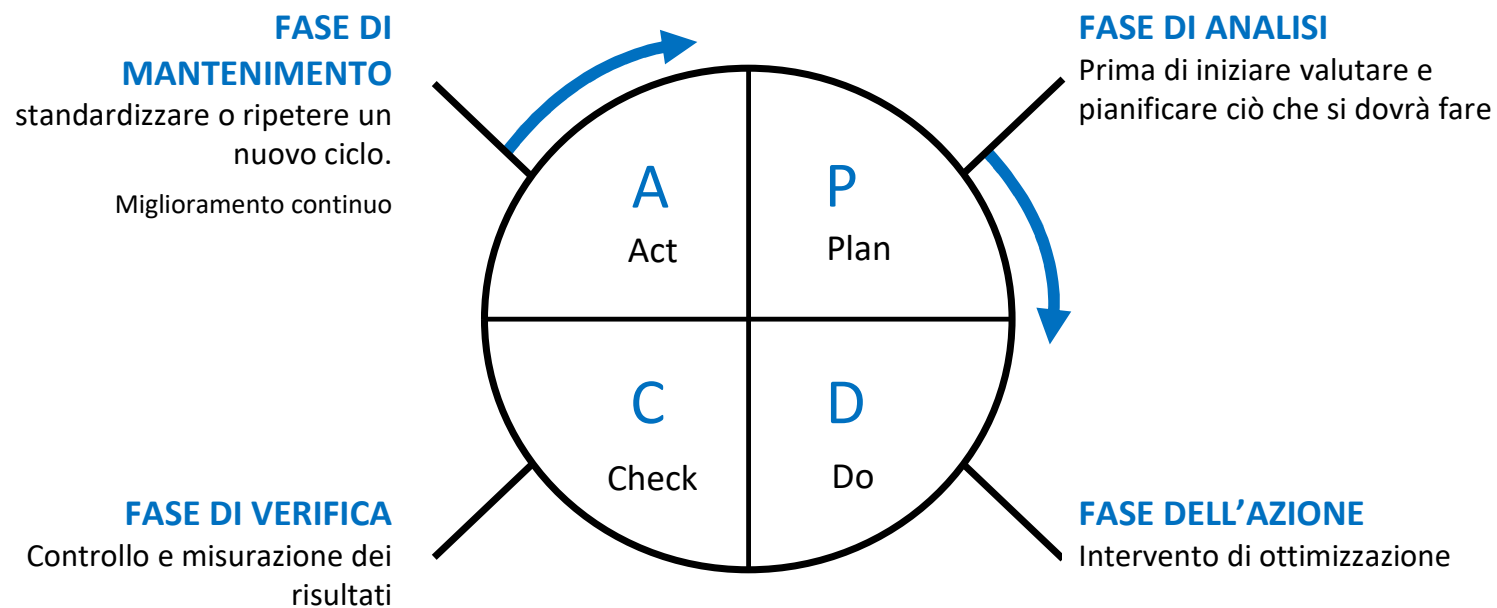 FASE DI
MANTENIMENTO
standardizzare o ripetere un
nuovo ciclo.
Miglioramento continuo
FASE DI ANALISI
Prima di iniziare valutare e
pianificare ciò che si dovrà fare
A
Act
P
Plan
C
Check
D
Do
FASE DI VERIFICA
Controllo e misurazione dei
risultati
FASE DELL’AZIONE
Intervento di ottimizzazione